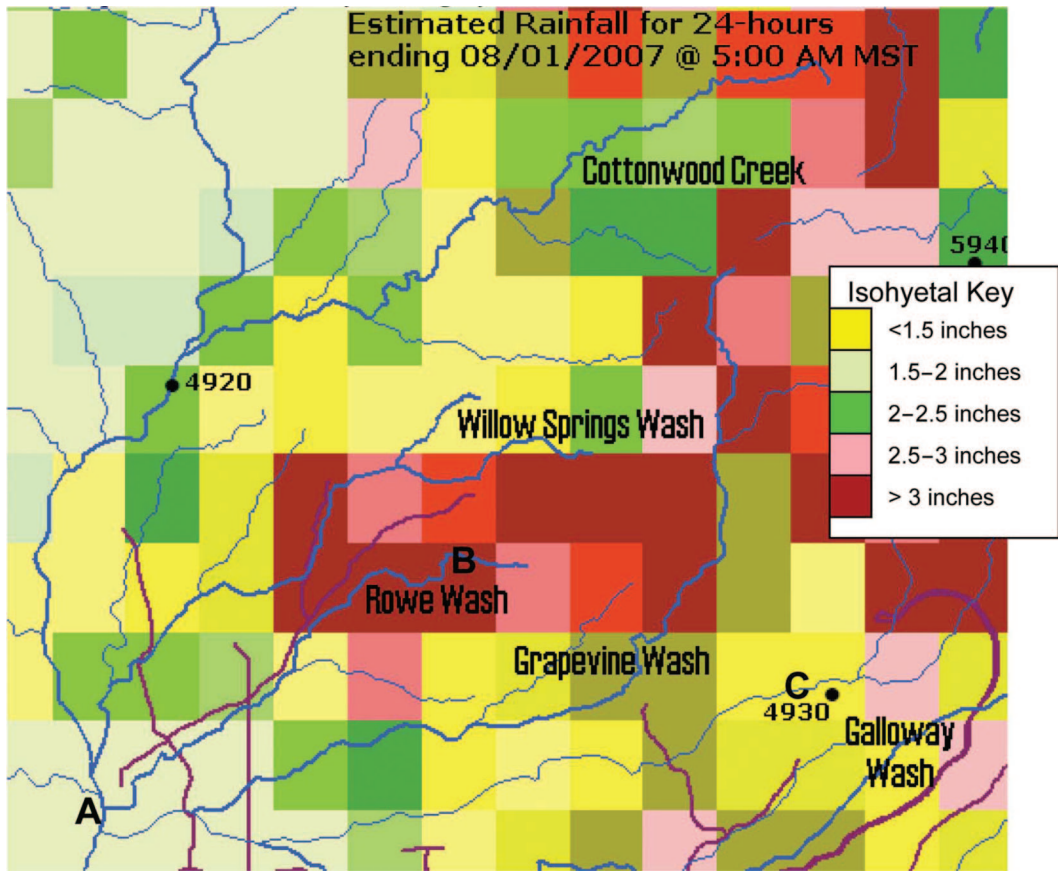 Estimated Rainfall for 24-hours
ending 08/01/2007 @ 5:00 AM MST
Cottonwood Creek
5940
Isohyetal Key
<1.5 inches
1.5–2 inches
2–2.5 inches
2.5–3 inches
> 3 inches
4920
Willow Springs Wash
B
Rowe Wash
Grapevine Wash
C
4930
Galloway
Wash
A